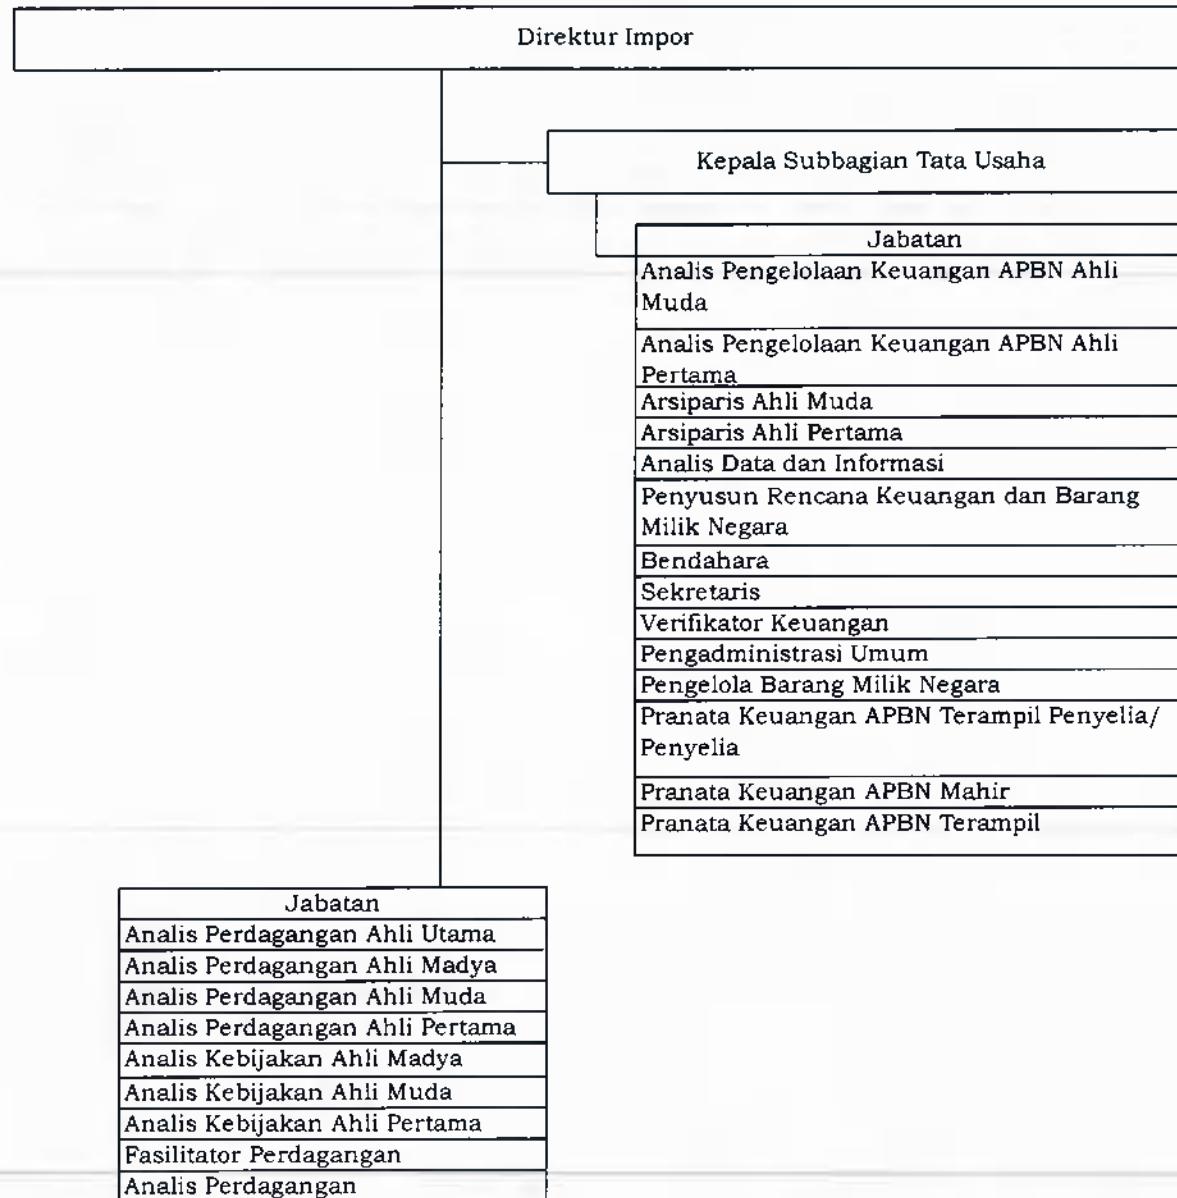 Direktur Impor
Kepala Subbagian Tata Usaha
Jabatan
Analis Pengelolaan Keuangan APBN Ahli
Muda
Analis Pengelolaan Keuangan APBN Ahli
Pertama
Arsiparis Ahli Muda
Arsiparis Ahli Pertama
Analis Data dan Informasi
Penyusun Rencana Keuangan dan Barang
Milik Negara
Bendahara
Sekretaris
Verifikator Keuangan
Pengadministrasi Umum
Pengelola Barang Milik Negara
Pranata Keuangan APBN Terampil Penyelia/
Penyelia
Pranata Keuangan APBN Mahir
Pranata Keuangan APBN Terampil
Jabatan
Analis Perdagangan Ahli Utama
Analis Perdagangan Ahli Madya
Analis Perdagangan Ahli Muda
Analis Perdagangan Ahli Pertama
Analis Kebijakan Ahli Madya
Analis Kebijakan Ahli Muda
Analis Kebijakan Ahli Pertama
Fasilitator Perdagangan
Analis Perdagangan